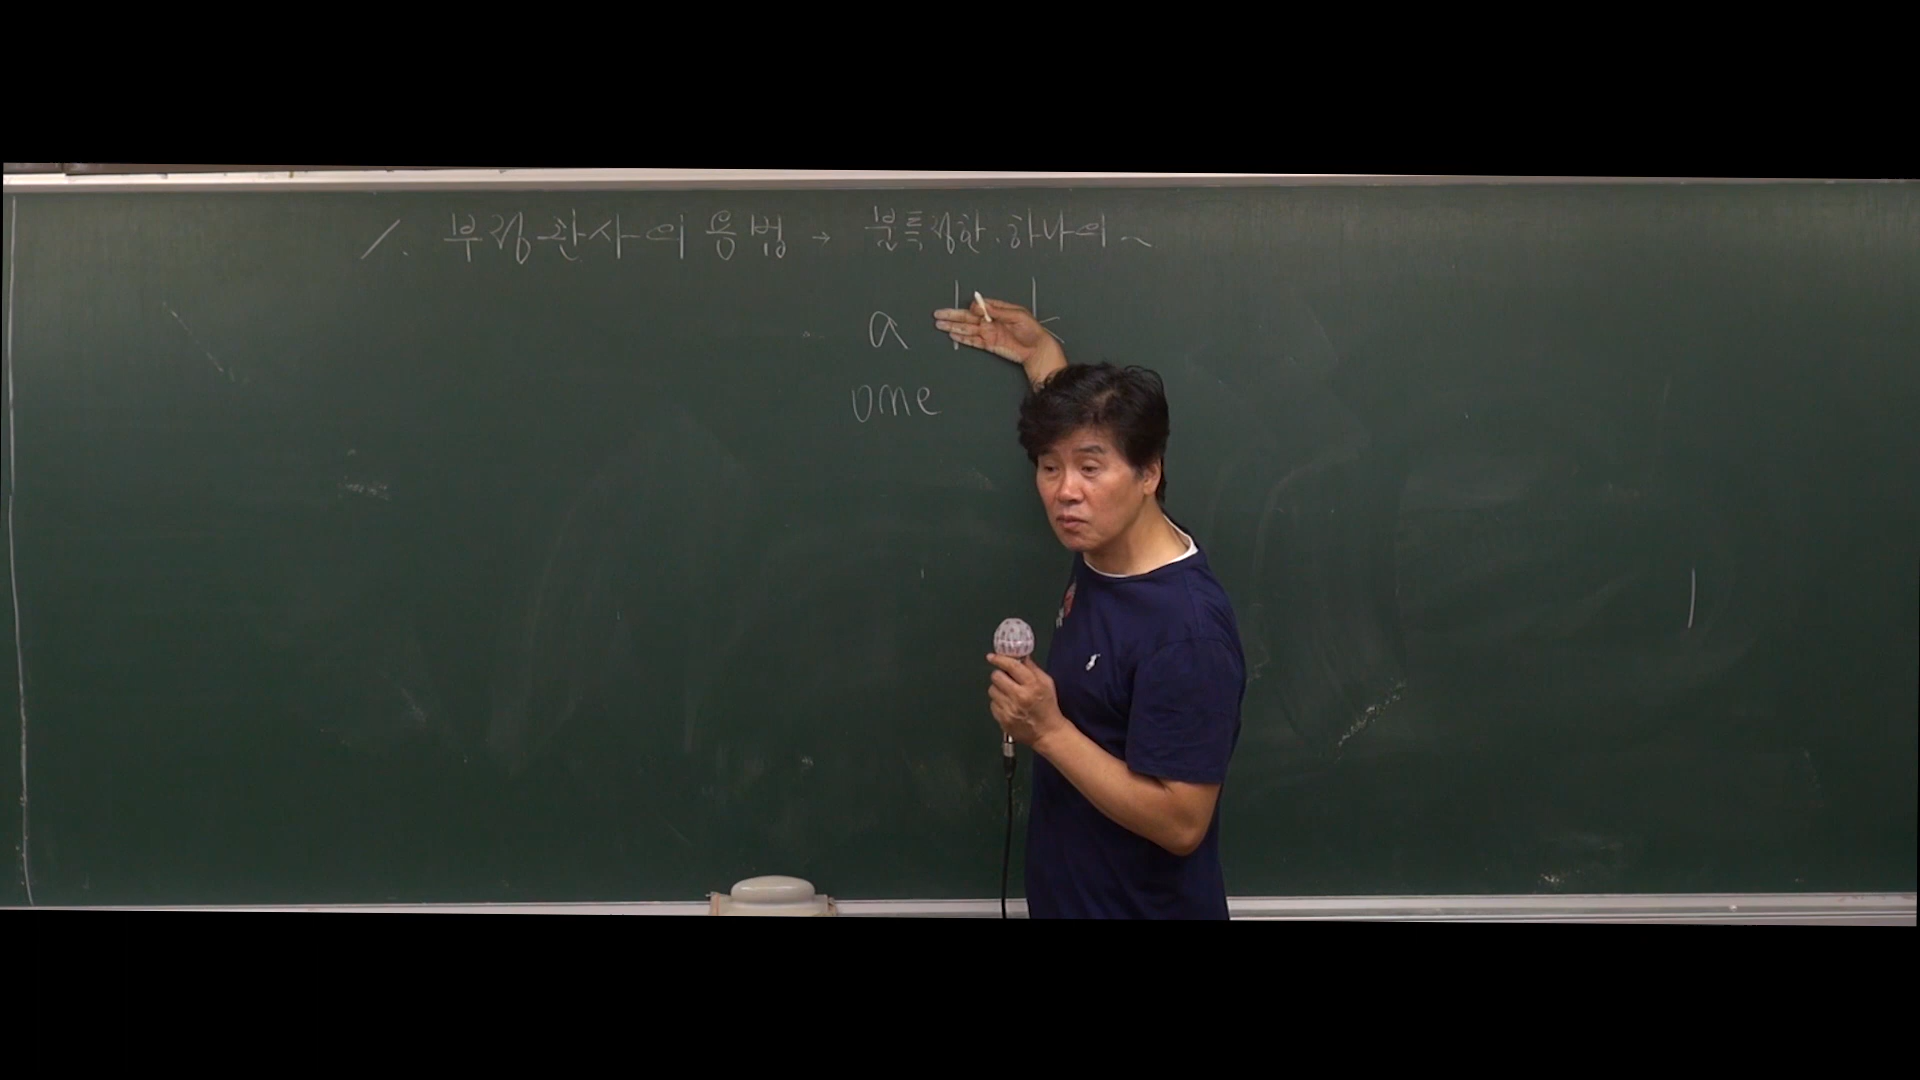 1. 부정관사의 용법 → 불특정한, 하나의 ~
a
one